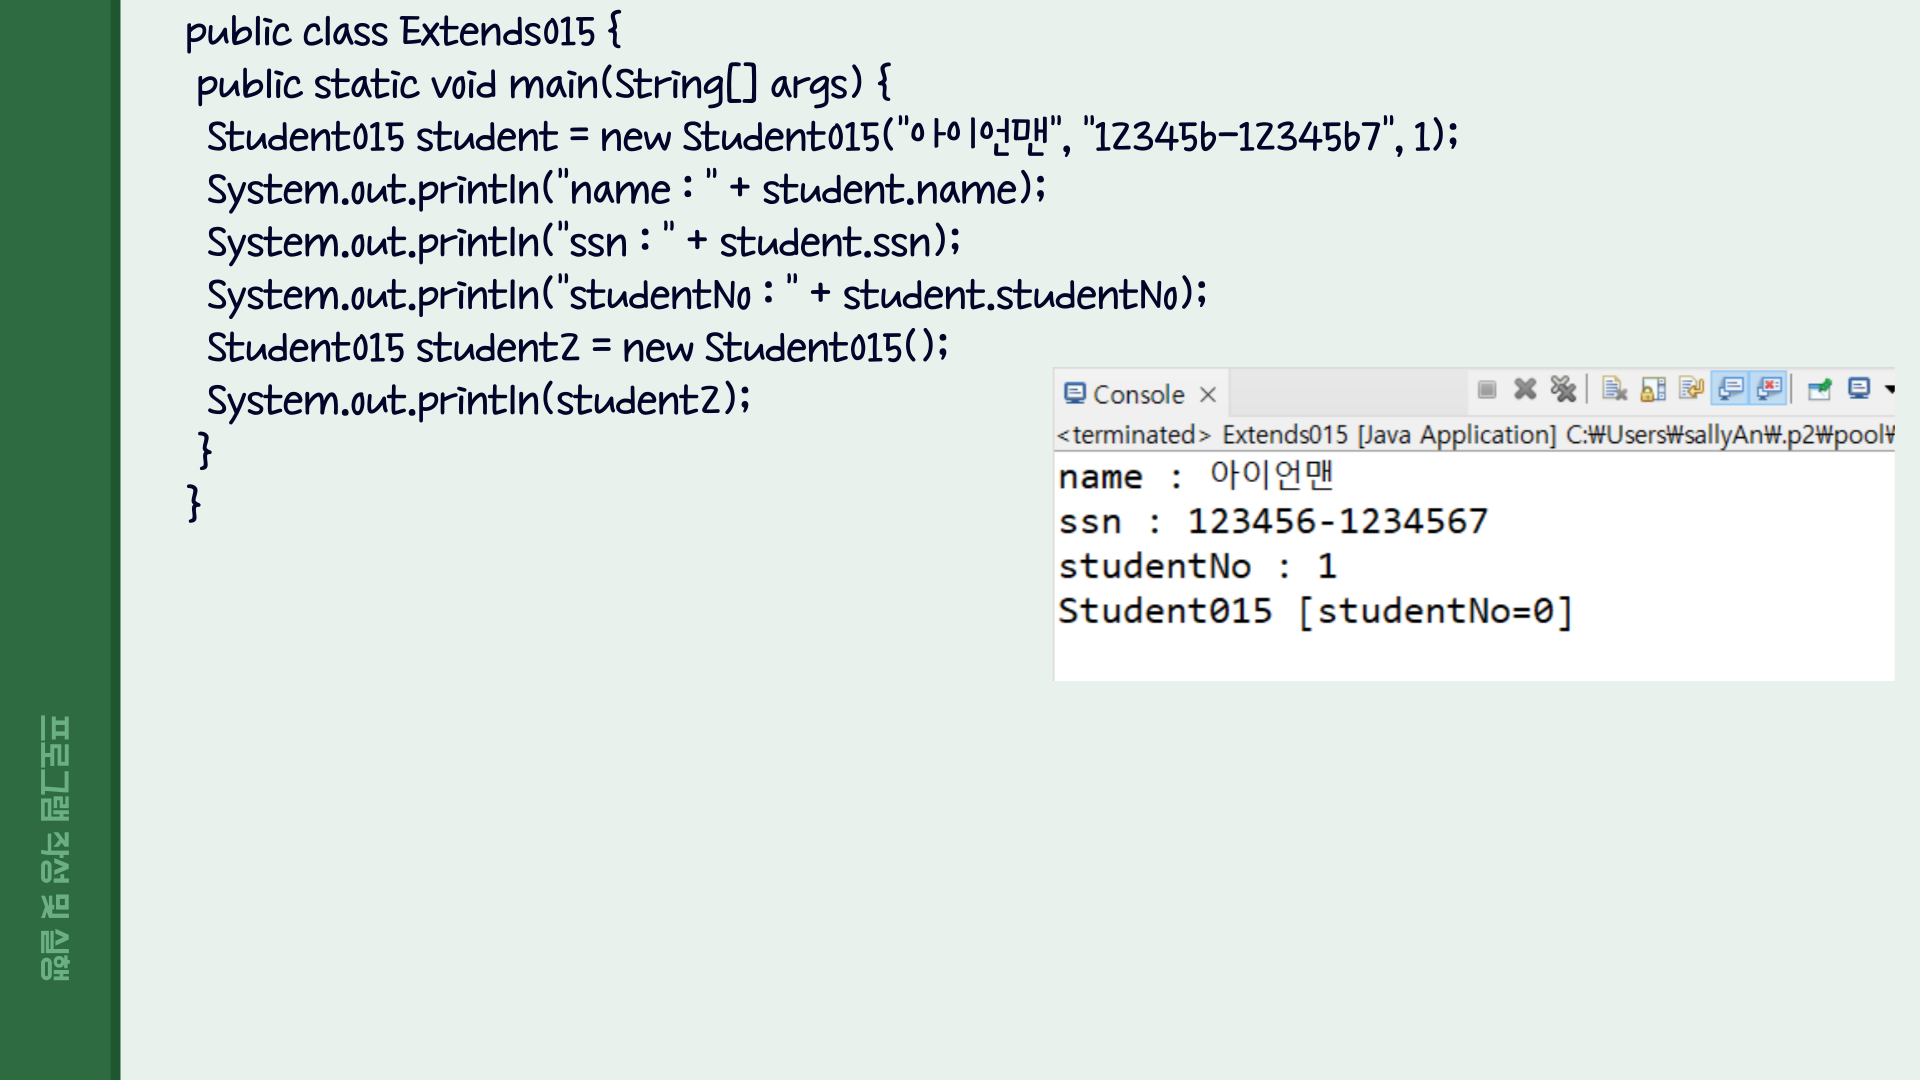 public class Extends015 {
public static void main(String[] args) {
Student015 student = new Student015("아이언맨", "123456-1234567", 1);
System.out.println("name : " + student.name);
System.out.println("ssn : " + student.ssn);
System.out.println("studentNo : " + student.studentNo);
Student015 student2 = new Student015();
System.out.println(student2);
}
}
Console
<terminated> Extends015 [Java Application] C:₩Users₩sallyAn₩.p2₩pool₩
name : 아이언맨
ssn : 123456-1234567
studentNo : 1
Student015 [studentNo=0]
프로그램 작성 및 실행